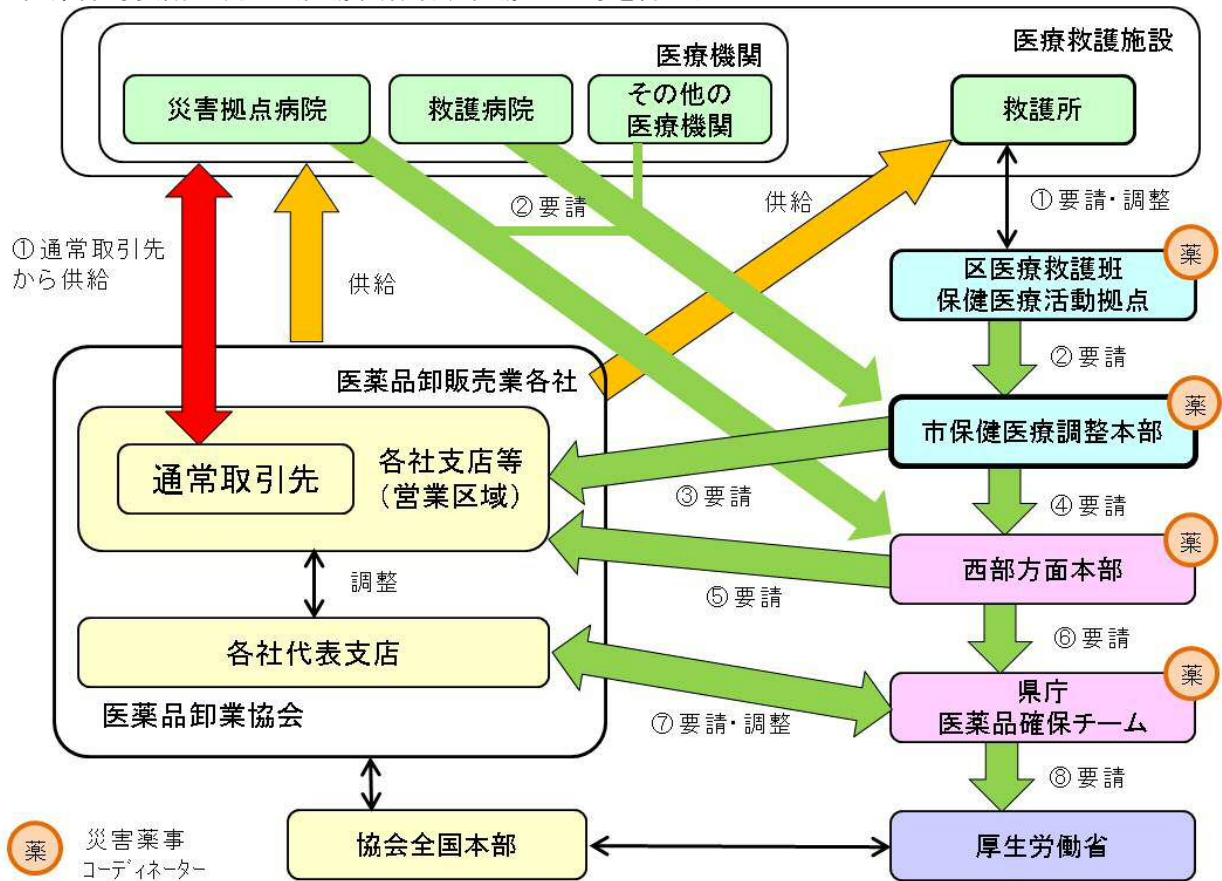 医療救護施設
医療機関
災害拠点病院
救護病院
その他の
医療機関
救護所
②要請
供給
①要請・調整
①通常取引先
から供給
供給
薬
区医療救護班
保健医療活動拠点
②要請
医薬品卸販売業各社
薬
市保健医療調整本部
各社支店等
(営業区域)
通常取引先
③要請
④要請
薬
西部方面本部
調整
⑤要請
⑥要請
各社代表支店
薬
県庁
医薬品確保チーム
医薬品卸業協会
⑦要請・調整
⑧要請
薬
災害薬事
コーディネーター
協会全国本部
厚生労働省